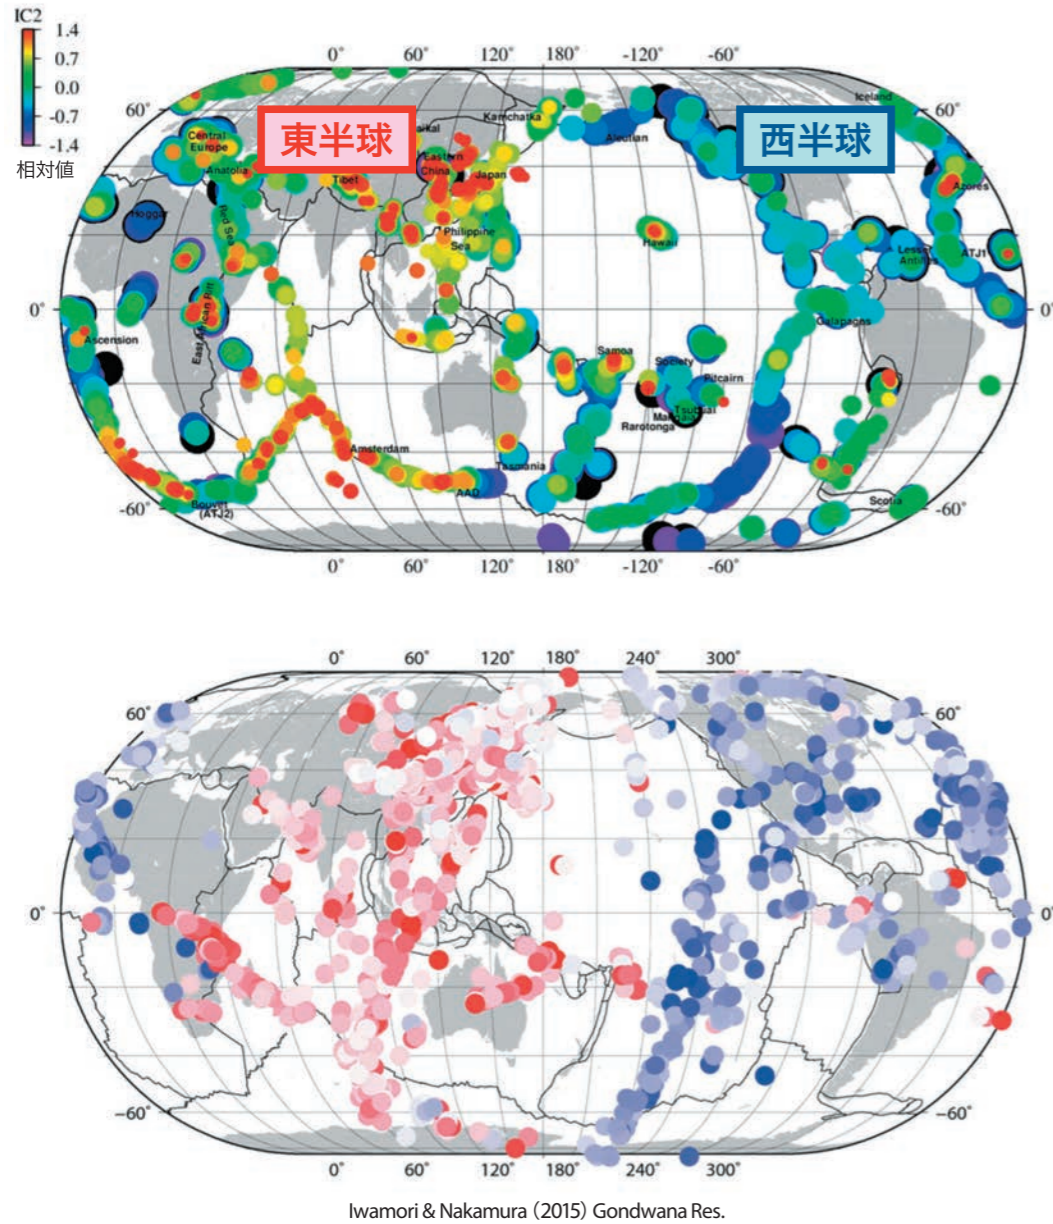 IC2
1.4
0.7
0.0
-0.7
-1.4
相対値
0° 60° 120° 180° -120° -60°
60°
60°
0°
0°
-60°
-60°
東半球
西半球
Iceland
Kamchatka
Aleutian
Central
Europe
Anatolia
Eastern
China
Japan
Tibet
Azores
Hoggar
Red Sea
Philippine
Sea
Hawaii
Lesser
Antilles
ATJ1
East African Rift
Galapagos
Ascension
Samoa
Society
Pitcairn
Tsubuai
Rarotonga
Amsterdam
Tasmania
AAD
Bouvet
(ATJ2)
Scotia
0° 60° 120° 180° -120° -60°
0° 60° 120° 180° 240° 300°
60°
60°
0°
0°
−60°
−60°
0° 60° 120° 180° 240° 300°
Iwamori & Nakamura (2015) Gondwana Res.